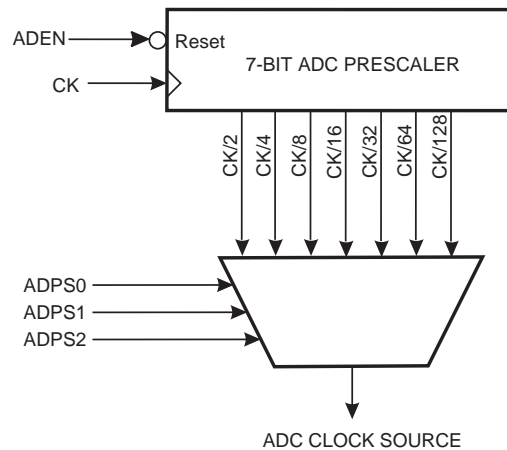 ADEN
Reset
7-BIT ADC PRESCALER
CK
CK/2
CK/4
CK/8
CK/16
CK/32
CK/64
CK/128
ADPS0
ADPS1
ADPS2
ADC CLOCK SOURCE